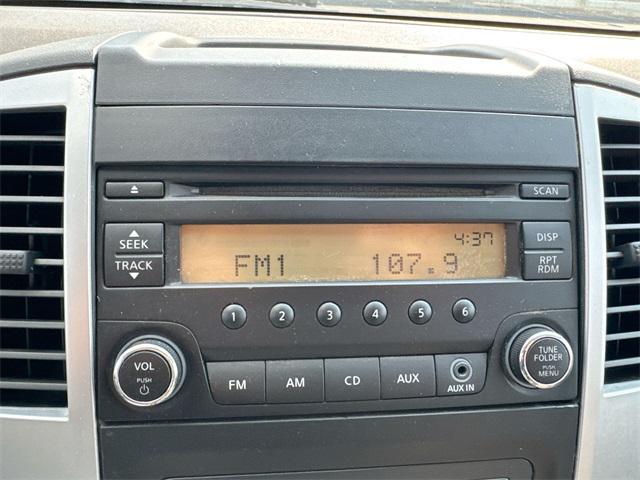 SCAN
SEEK
TRACK
4:37
FM1 107.9
DISP
RPT
RDM
1 2 3 4 5 6
VOL
PUSH
FM AM CD AUX
AUX IN
TUNE
FOLDER
PUSH
MENU